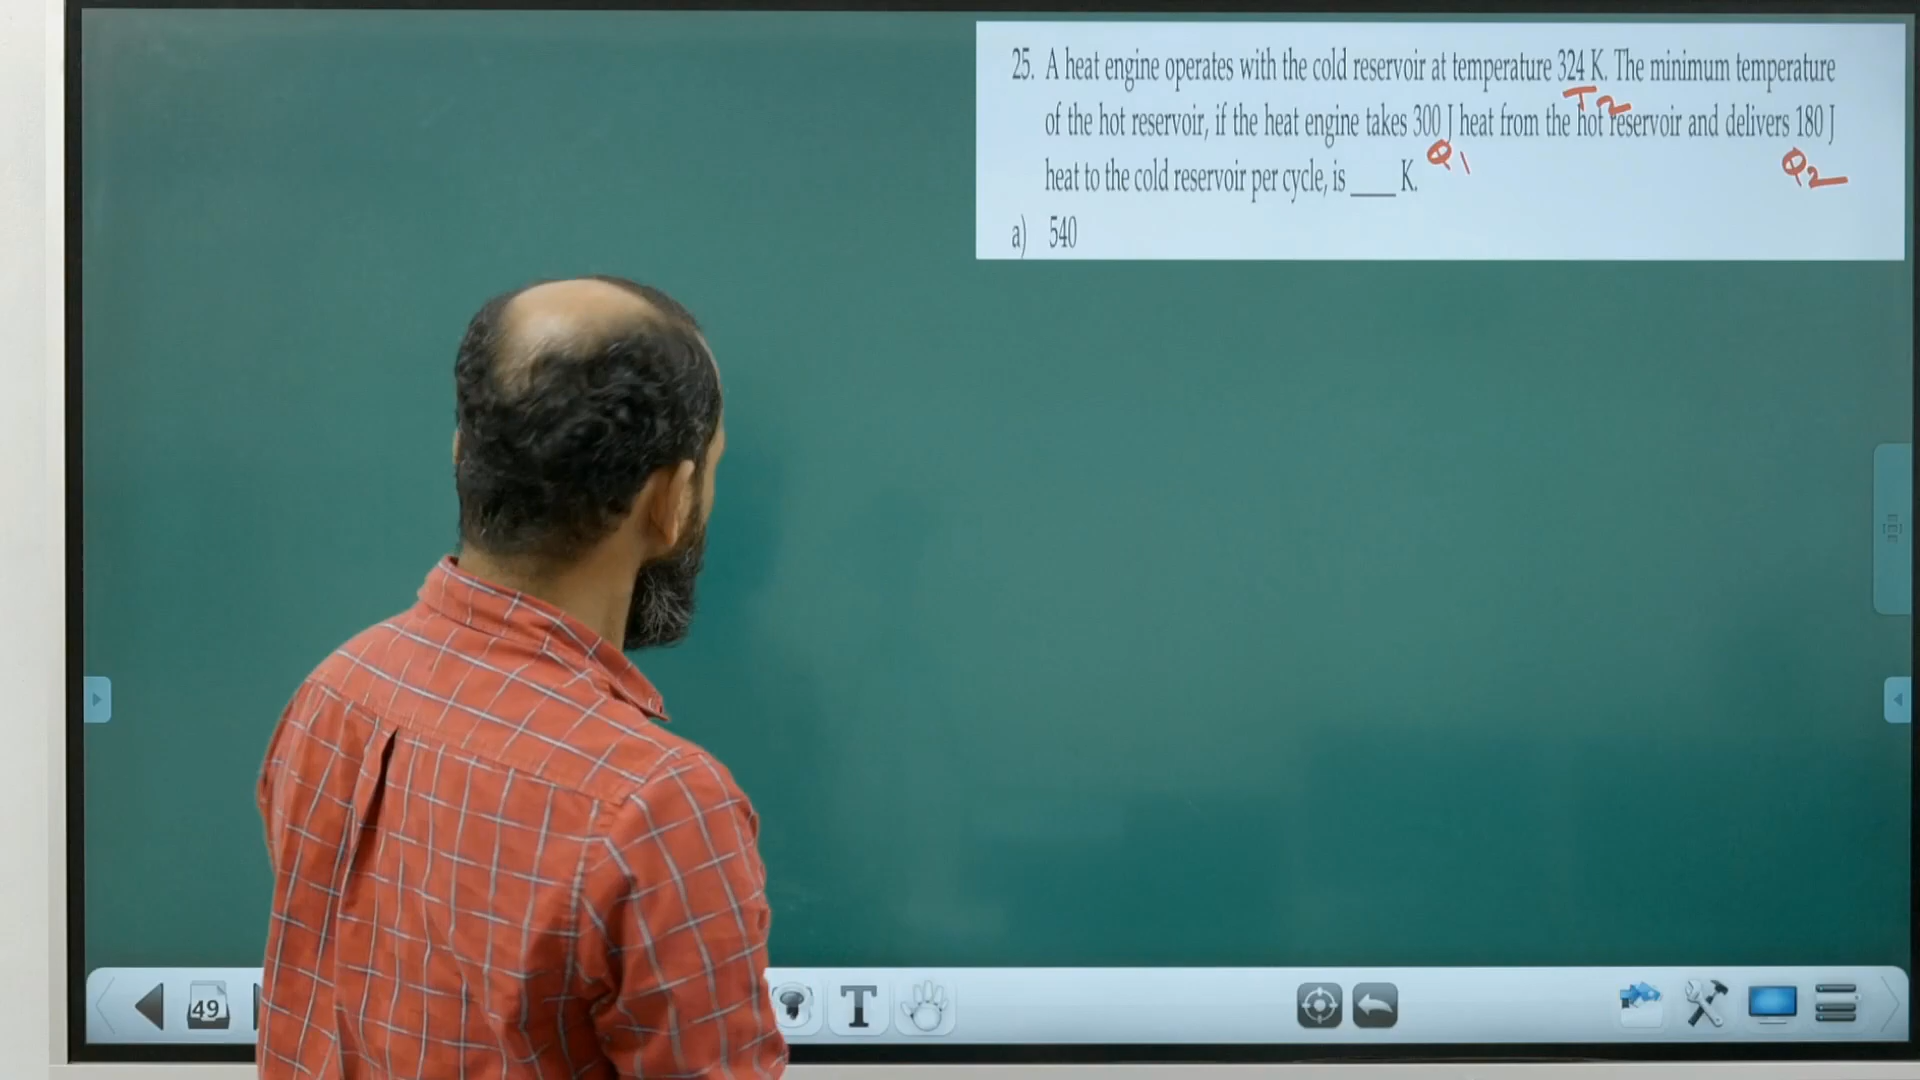 25. A heat engine operates with the cold reservoir at temperature 324 K. The minimum temperature
T2
of the hot reservoir, if the heat engine takes 300 J heat from the hot reservoir and delivers 180 J
Q1
Q2
heat to the cold reservoir per cycle, is ____ K.
a) 540
49
T